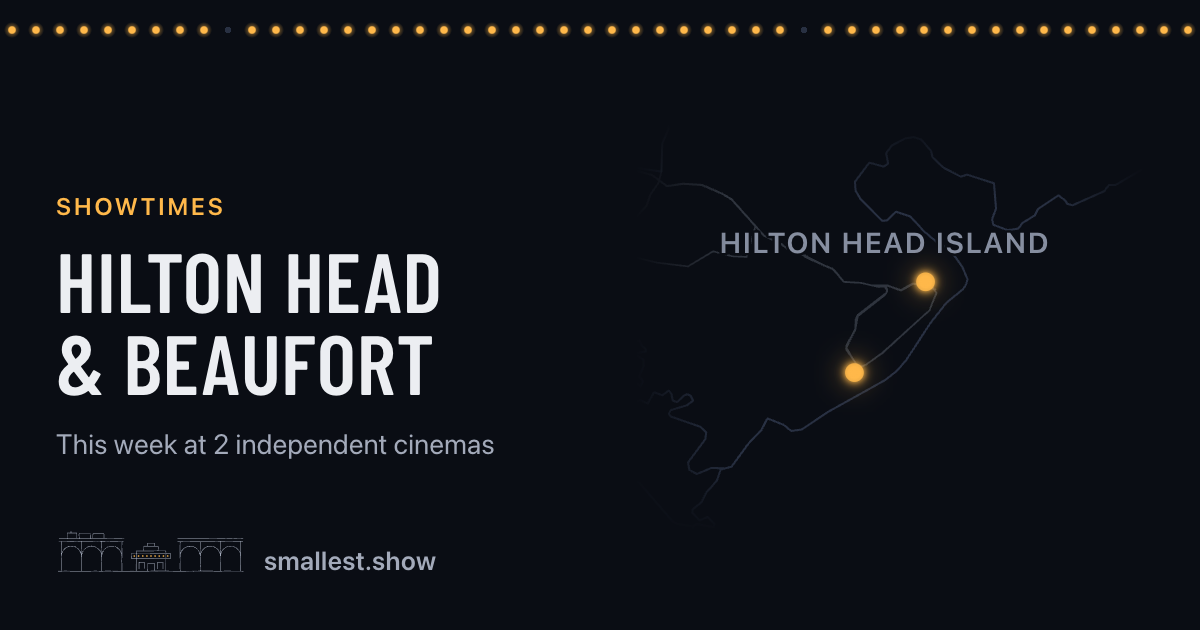 SHOWTIMES
HILTON HEAD
& BEAUFORT
This week at 2 independent cinemas
smallest.show
HILTON HEAD ISLAND